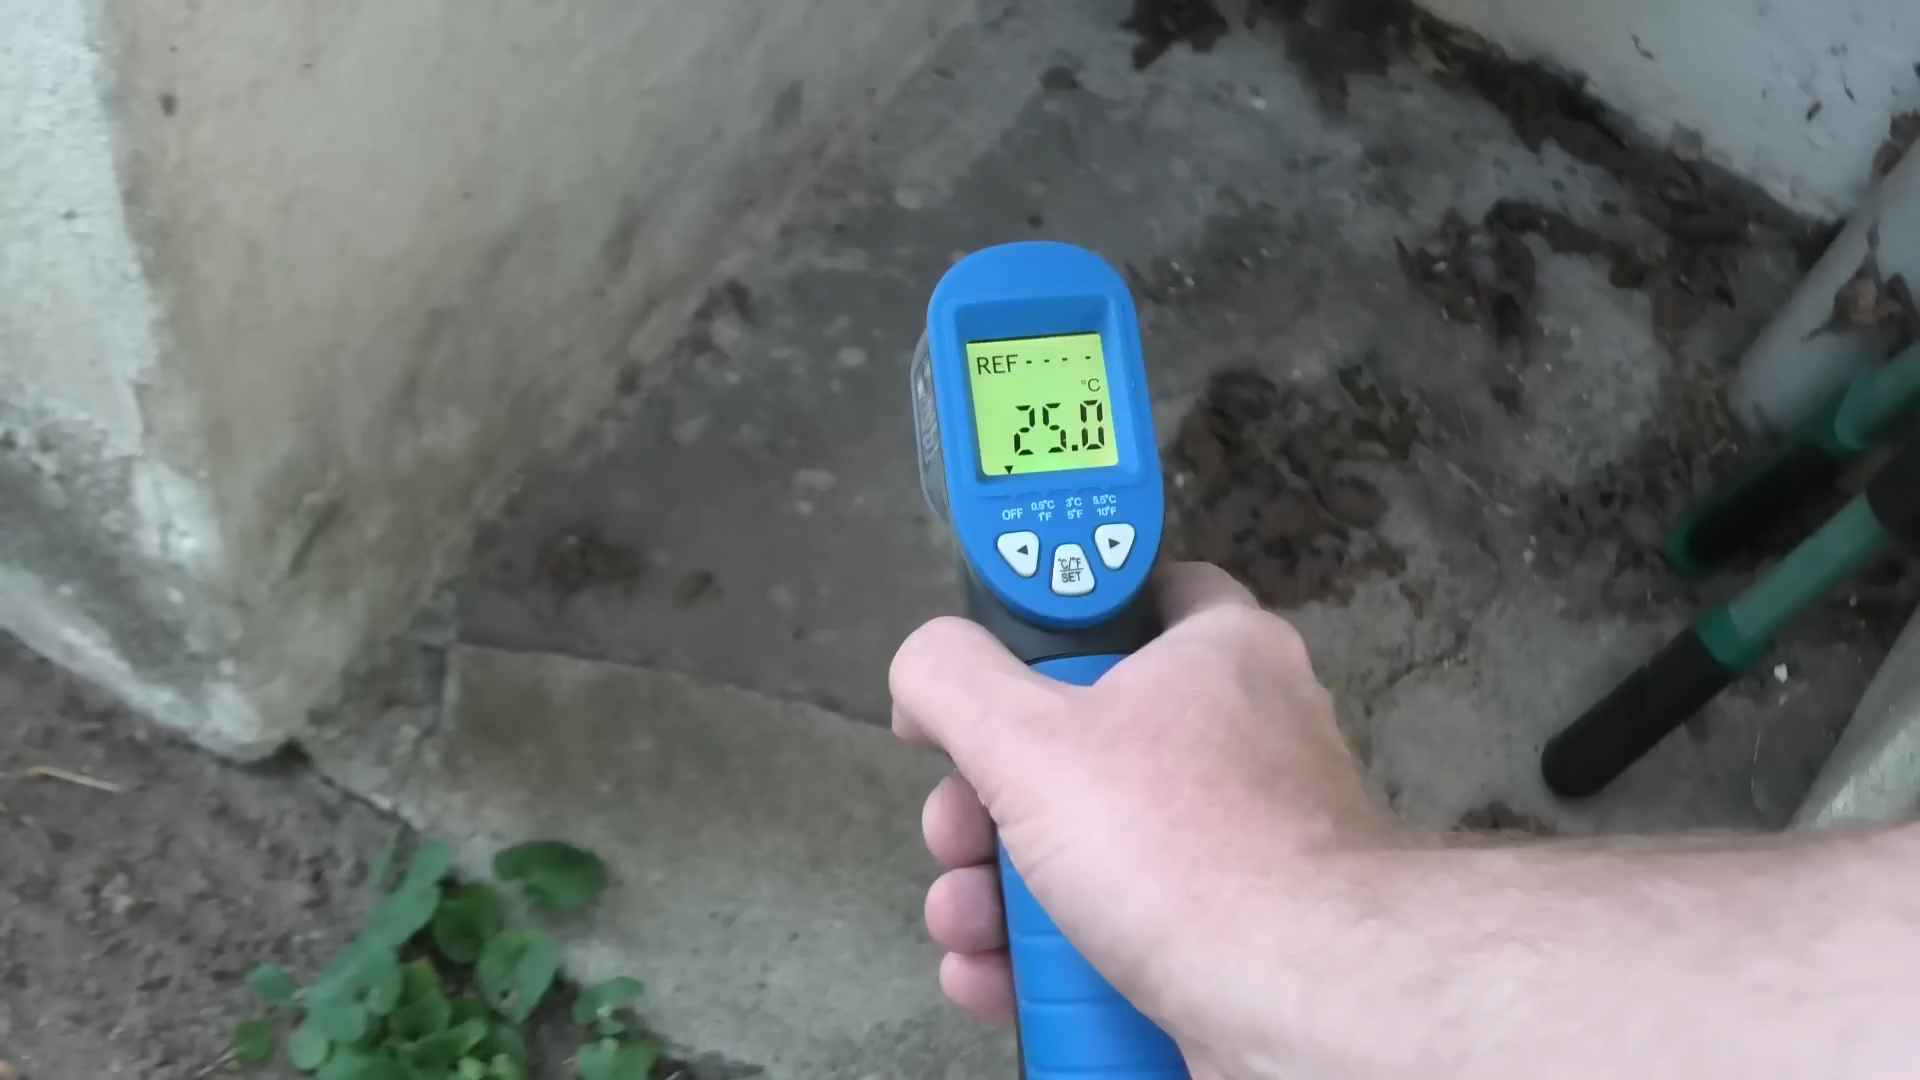 REF - - - -
°C
25.0
OFF 0.5°C 3°C 5.5°C
1°F 5°F 10°F
°C/°F
SET